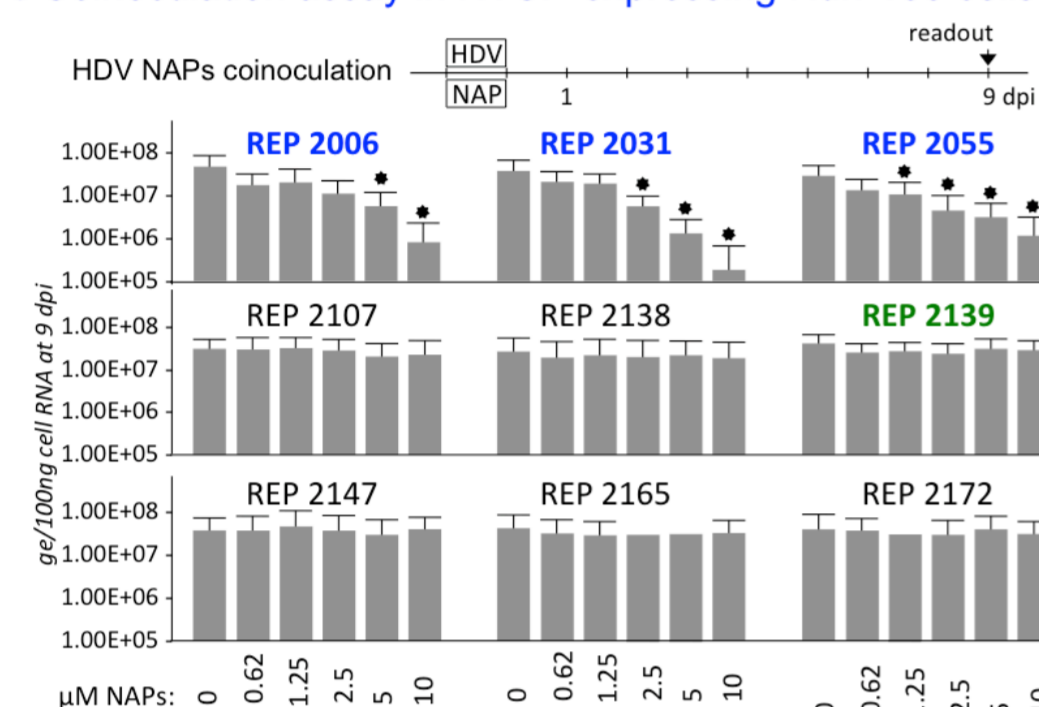 readout
HDV
HDV NAPs coinoculation
NAP 1 9 dpi
REP 2006 REP 2031 REP 2055
1.00E+08
1.00E+07
1.00E+06
1.00E+05
ge/100ng cell RNA at 9 dpi
REP 2107 REP 2138 REP 2139
1.00E+08
1.00E+07
1.00E+06
1.00E+05
REP 2147 REP 2165 REP 2172
1.00E+08
1.00E+07
1.00E+06
1.00E+05
µM NAPs: 0 0.62 1.25 2.5 5 10 0 0.62 1.25 2.5 5 10